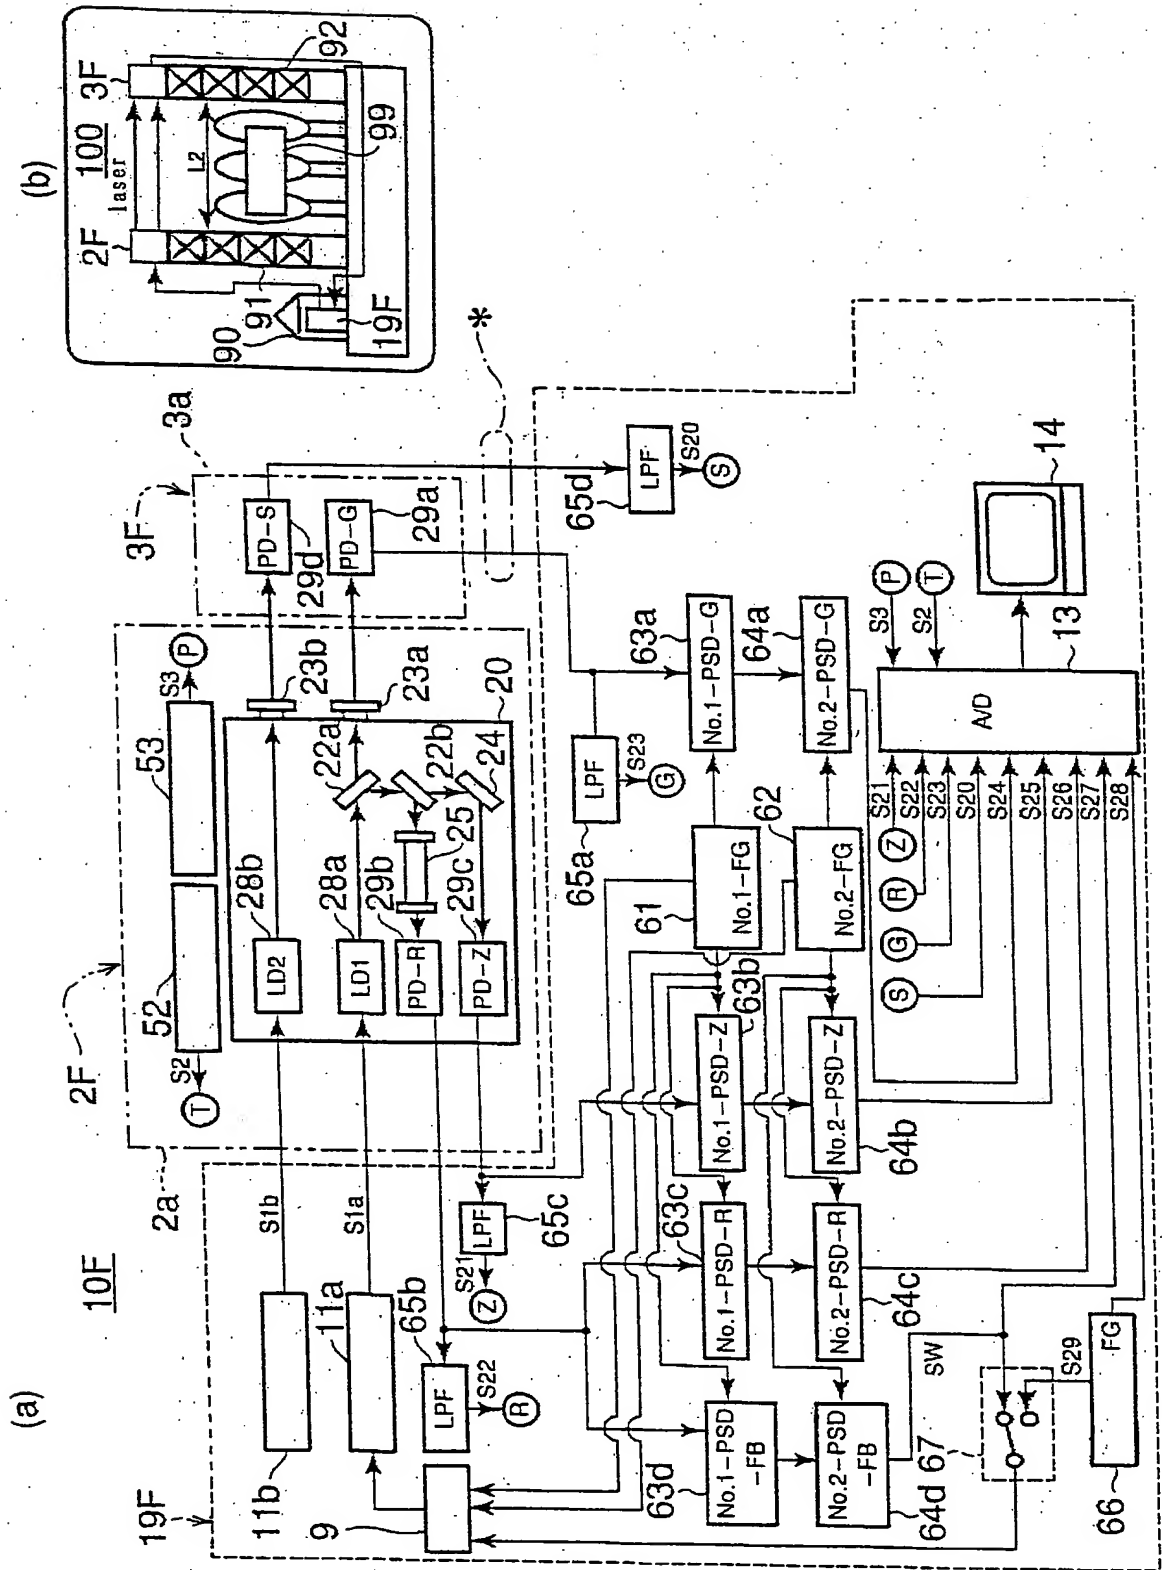 (a)
10F
19F
11b
11a
9
S1b
S1a
65b
LPF
S22
R
S21
Z
LPF
65c
2a
2F
52
53
S2
T
S3
P
LD2
28b
LD1
28a
PD-R
29b
PD-Z
29c
25
22a
22b
24
23b
23a
20
3F
3a
PD-S
29d
PD-G
29a
*
65d
LPF
S20
S
65a
LPF
S23
G
61
No.1-FG
62
No.2-FG
63a
No.1-PSD-G
64a
No.2-PSD-G
63b
No.1-PSD-Z
No.2-PSD-Z
64b
63c
No.1-PSD-R
No.2-PSD-R
64c
63d
No.1-PSD
-FB
64d
No.2-PSD
-FB
SW
67
S29
FG
66
S
G
R
Z
S21
S22
S23
S20
S24
S25
S26
S27
S28
A/D
13
S3
P
S2
T
14
(b)
100
2F
laser
3F
L2
92
99
91
90
19F